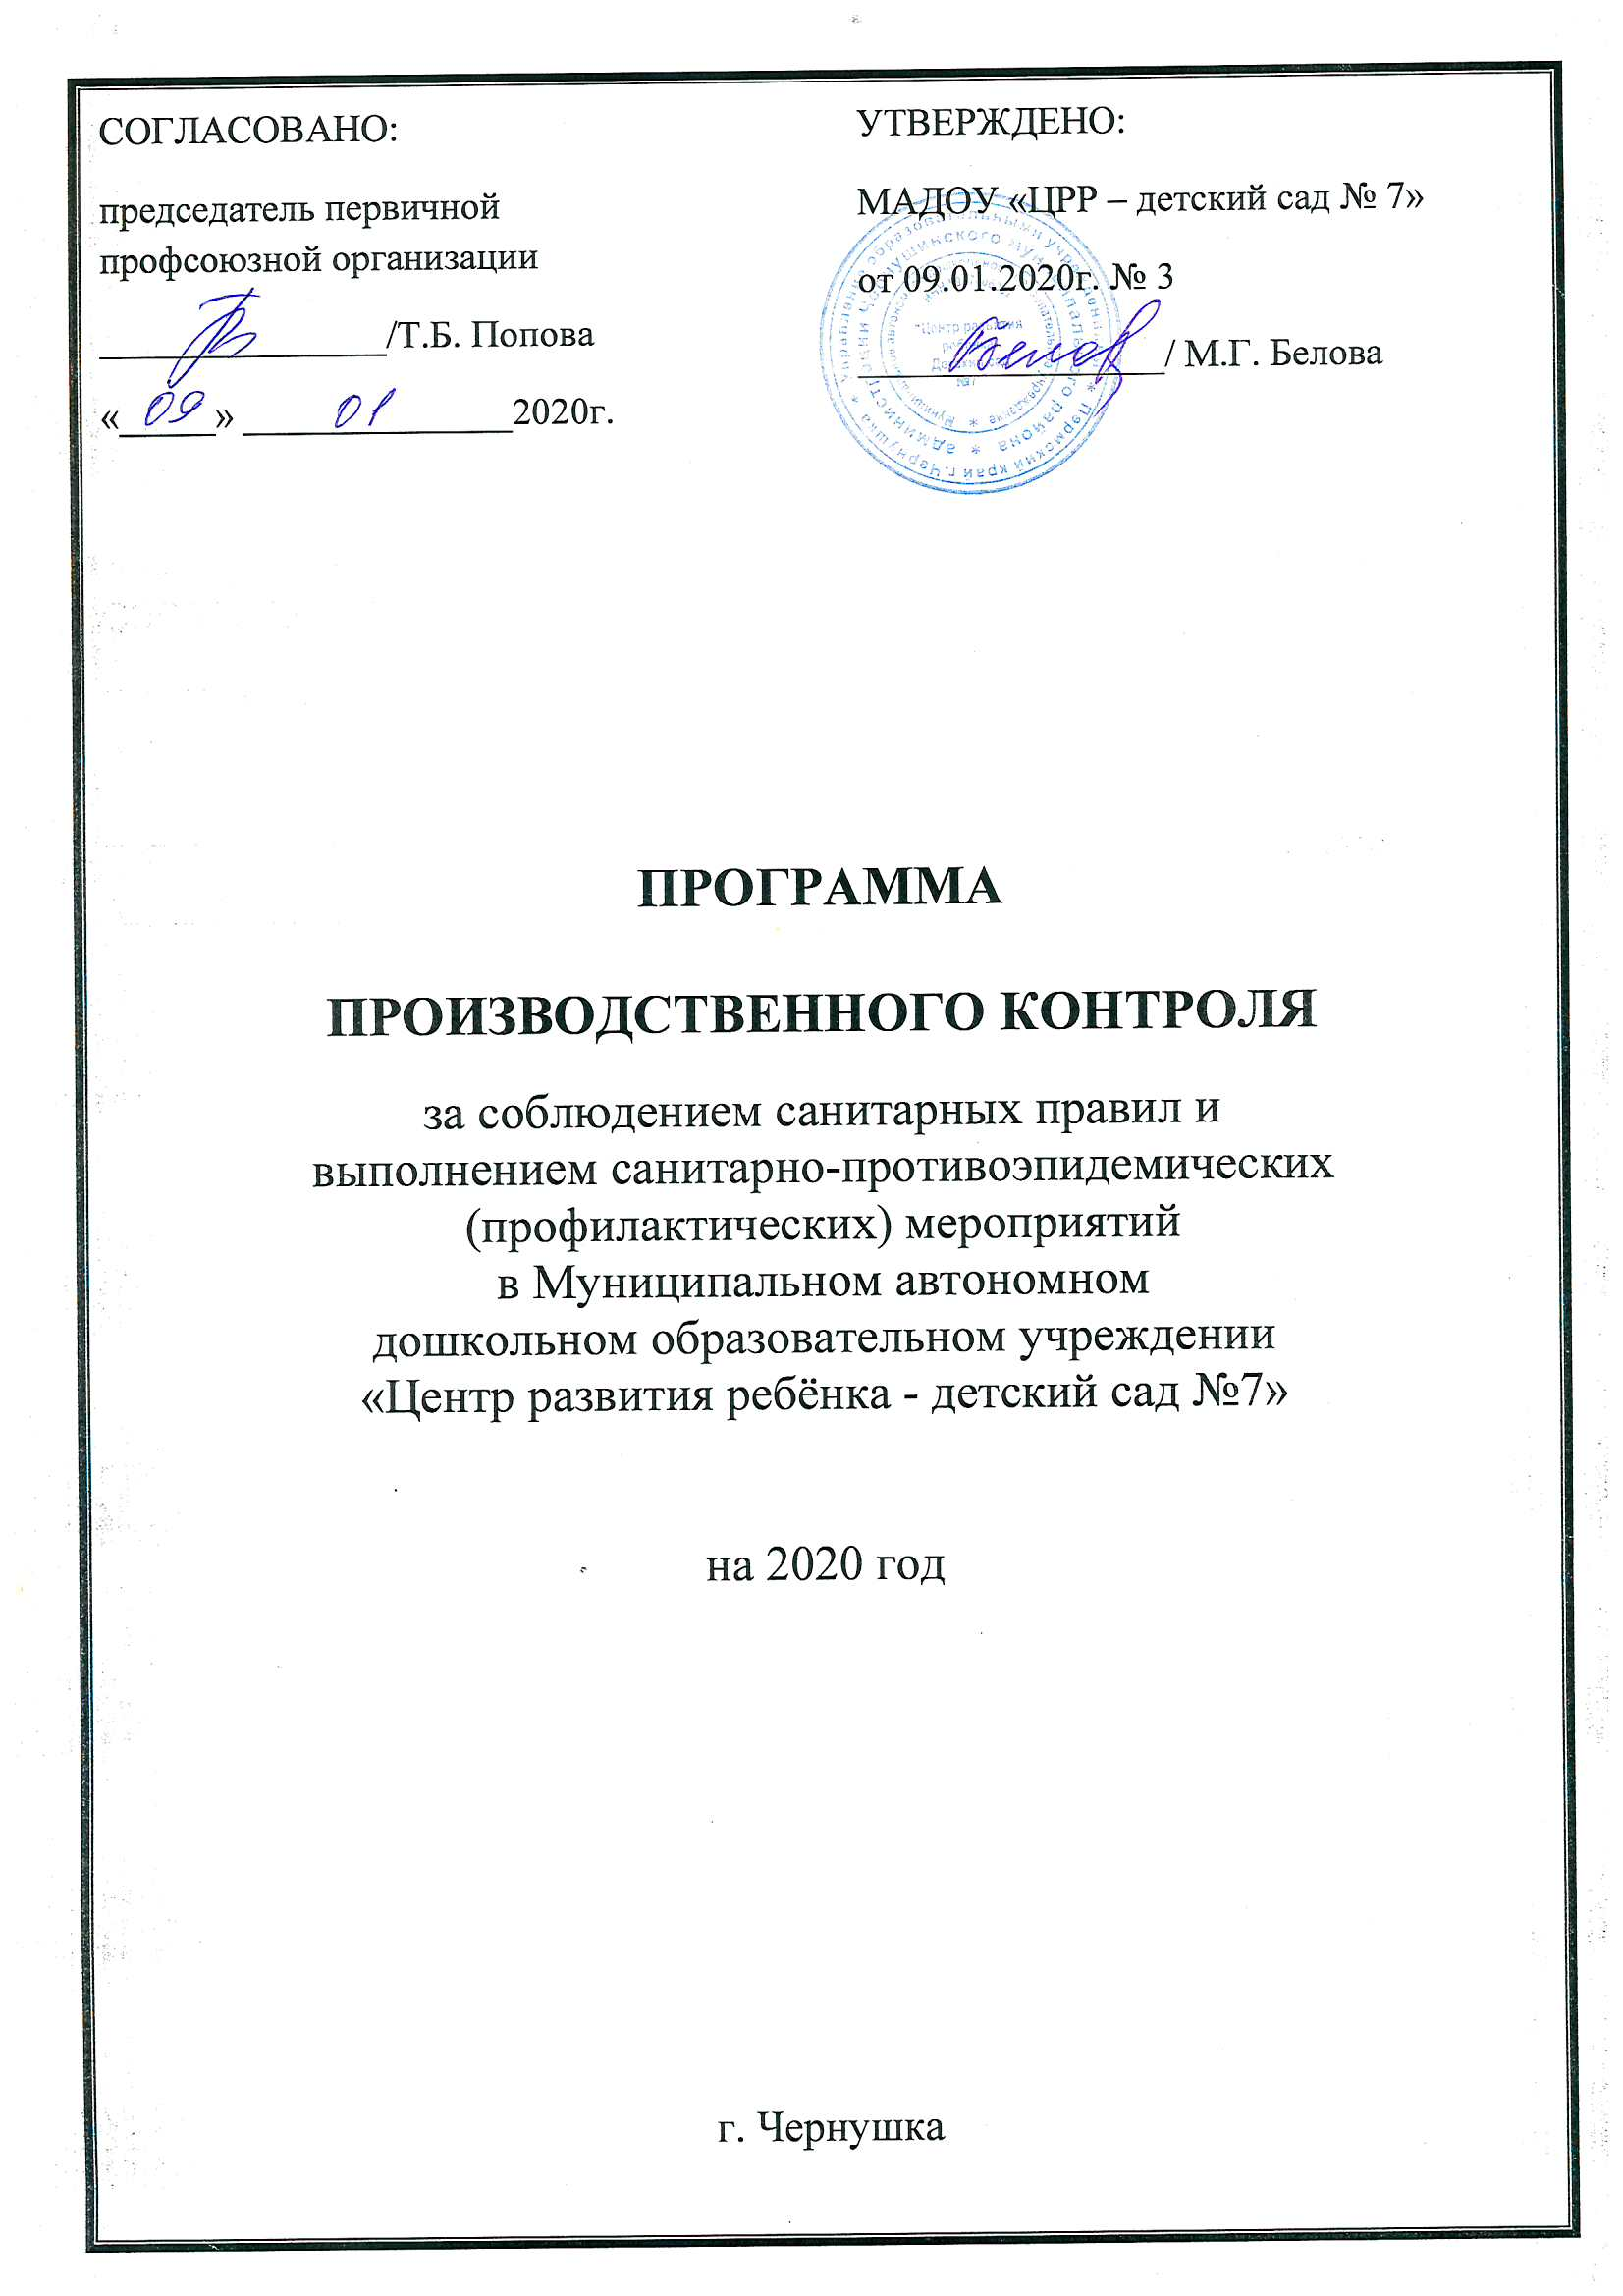 СОГЛАСОВАНО:
председатель первичной
профсоюзной организации
/Т.Б. Попова
«09» 01 2020г.
УТВЕРЖДЕНО:
МАДОУ «ЦРР – детский сад № 7»
от 09.01.2020г. № 3
/ М.Г. Белова
ПРОГРАММА
ПРОИЗВОДСТВЕННОГО КОНТРОЛЯ
за соблюдением санитарных правил и
выполнением санитарно-противоэпидемических
(профилактических) мероприятий
в Муниципальном автономном
дошкольном образовательном учреждении
«Центр развития ребёнка - детский сад №7»
на 2020 год
г. Чернушка